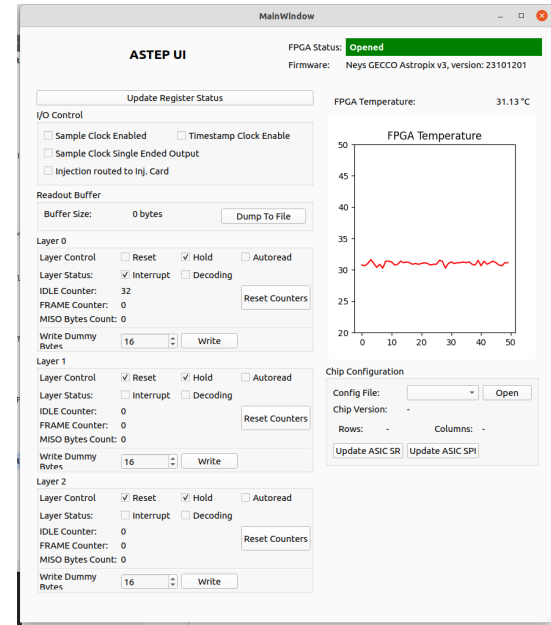 MainWindow
ASTEP UI
FPGA Status: Opened
Firmware: Neys GECCO Astropix v3, version: 23101201
Update Register Status
I/O Control
Sample Clock Enabled Timestamp Clock Enable
Sample Clock Single Ended Output
Injection routed to Inj. Card
Readout Buffer
Buffer Size: 0 bytes Dump To File
Layer 0
Layer Control Reset Hold Autoread
Layer Status: Interrupt Decoding
IDLE Counter: 32
FRAME Counter: 0
Reset Counters
MISO Bytes Count: 0
Write Dummy
Bytes
16 Write
Layer 1
Layer Control Reset Hold Autoread
Layer Status: Interrupt Decoding
IDLE Counter: 0
FRAME Counter: 0
Reset Counters
MISO Bytes Count: 0
Write Dummy
Bytes
16 Write
Layer 2
Layer Control Reset Hold Autoread
Layer Status: Interrupt Decoding
IDLE Counter: 0
FRAME Counter: 0
Reset Counters
MISO Bytes Count: 0
Write Dummy
Bytes
16 Write
FPGA Temperature: 31.13 °C
FPGA Temperature
50
45
40
35
30
25
20
0 10 20 30 40 50
Chip Configuration
Config File: Open
Chip Version: -
Rows: - Columns: -
Update ASIC SR Update ASIC SPI